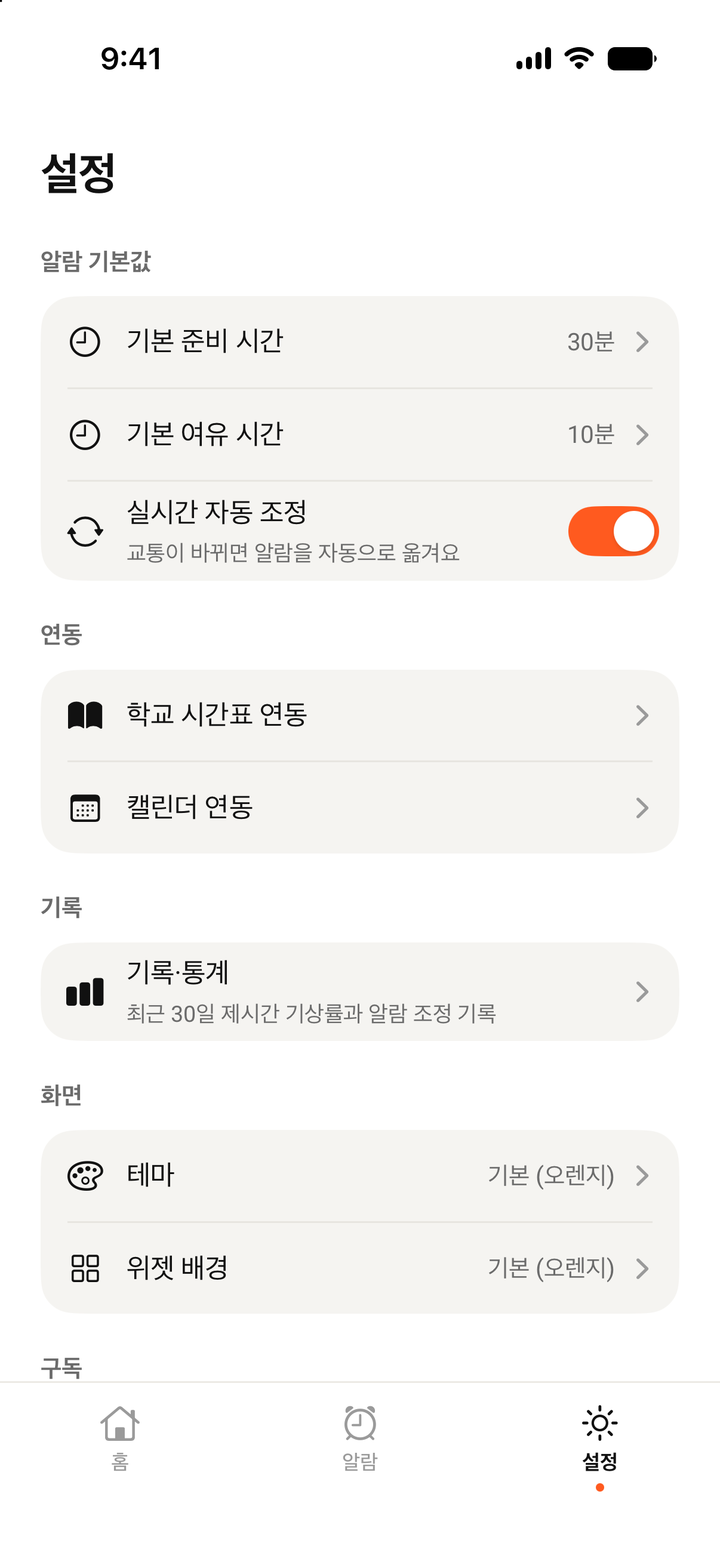 9:41
설정
알람 기본값
기본 준비 시간 30분
기본 여유 시간 10분
실시간 자동 조정
교통이 바뀌면 알람을 자동으로 옮겨요
연동
학교 시간표 연동
캘린더 연동
기록
기록·통계
최근 30일 제시간 기상률과 알람 조정 기록
화면
테마 기본 (오렌지)
위젯 배경 기본 (오렌지)
구독
홈 알람 설정